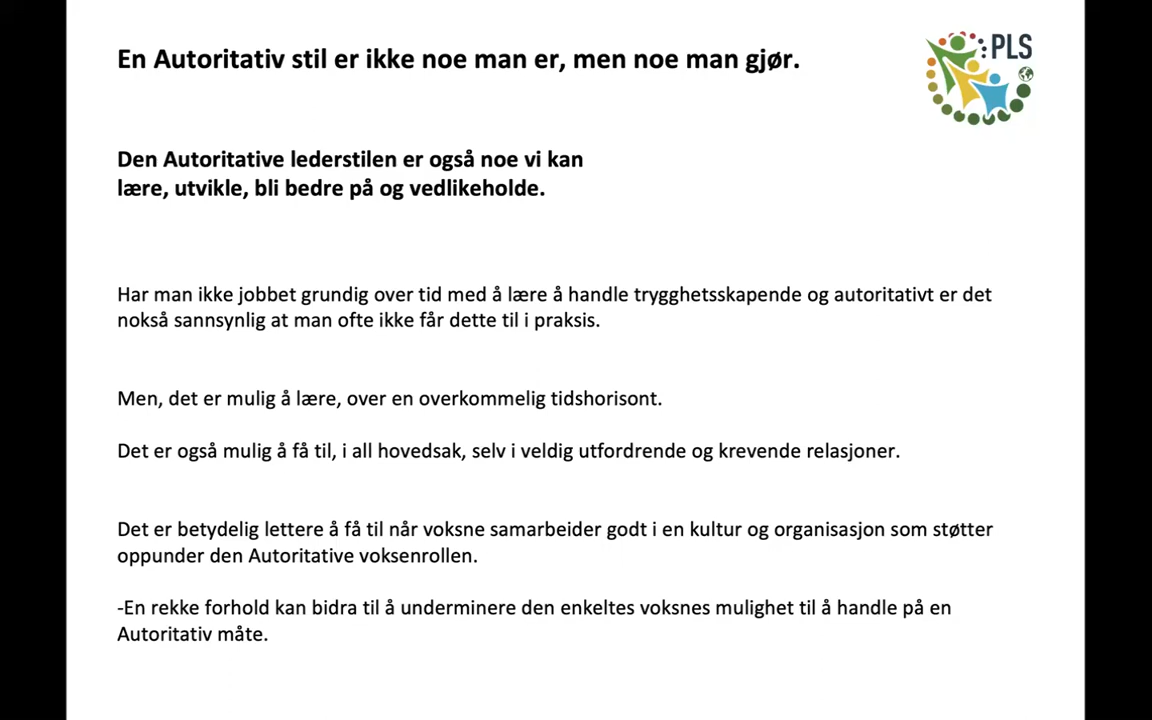 En Autoritativ stil er ikke noe man er, men noe man gjør.
:PLS
Den Autoritative lederstilen er også noe vi kan
lære, utvikle, bli bedre på og vedlikeholde.
Har man ikke jobbet grundig over tid med å lære å handle trygghetsskapende og autoritativt er det
nokså sannsynlig at man ofte ikke får dette til i praksis.
Men, det er mulig å lære, over en overkommelig tidshorisont.
Det er også mulig å få til, i all hovedsak, selv i veldig utfordrende og krevende relasjoner.
Det er betydelig lettere å få til når voksne samarbeider godt i en kultur og organisasjon som støtter
oppunder den Autoritative voksenrollen.
-En rekke forhold kan bidra til å underminere den enkeltes voksnes mulighet til å handle på en
Autoritativ måte.